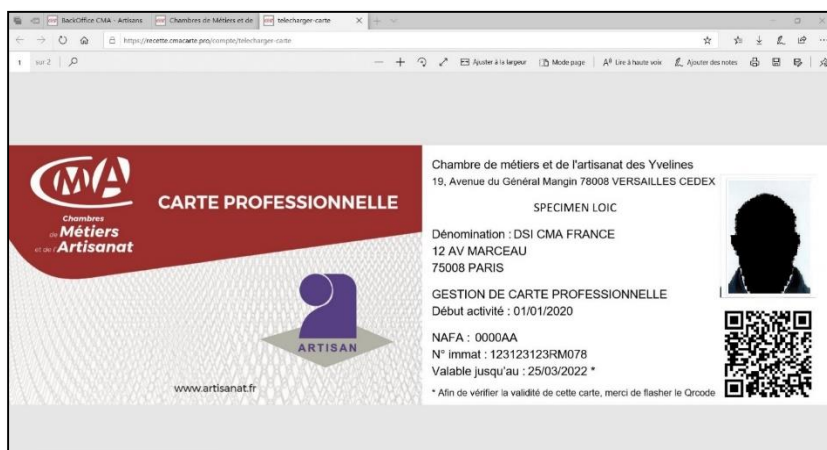 BackOffice CMA - Artisans
Chambres de Métiers et de
telecharger-carte
https://recette.cmacarte.pro/compte/telecharger-carte
1 sur 2
Ajuster à la largeur
Mode page
Lire à haute voix
Ajouter des notes
CMA
Chambres
de Métiers
et de l'Artisanat
CARTE PROFESSIONNELLE
ARTISAN
www.artisanat.fr
Chambre de métiers et de l'artisanat des Yvelines
19, Avenue du Général Mangin 78008 VERSAILLES CEDEX
SPECIMEN LOIC
Dénomination : DSI CMA FRANCE
12 AV MARCEAU
75008 PARIS
GESTION DE CARTE PROFESSIONNELLE
Début activité : 01/01/2020
NAFA : 0000AA
N° immat : 123123123RM078
Valable jusqu'au : 25/03/2022 *
* Afin de vérifier la validité de cette carte, merci de flasher le Qrcode